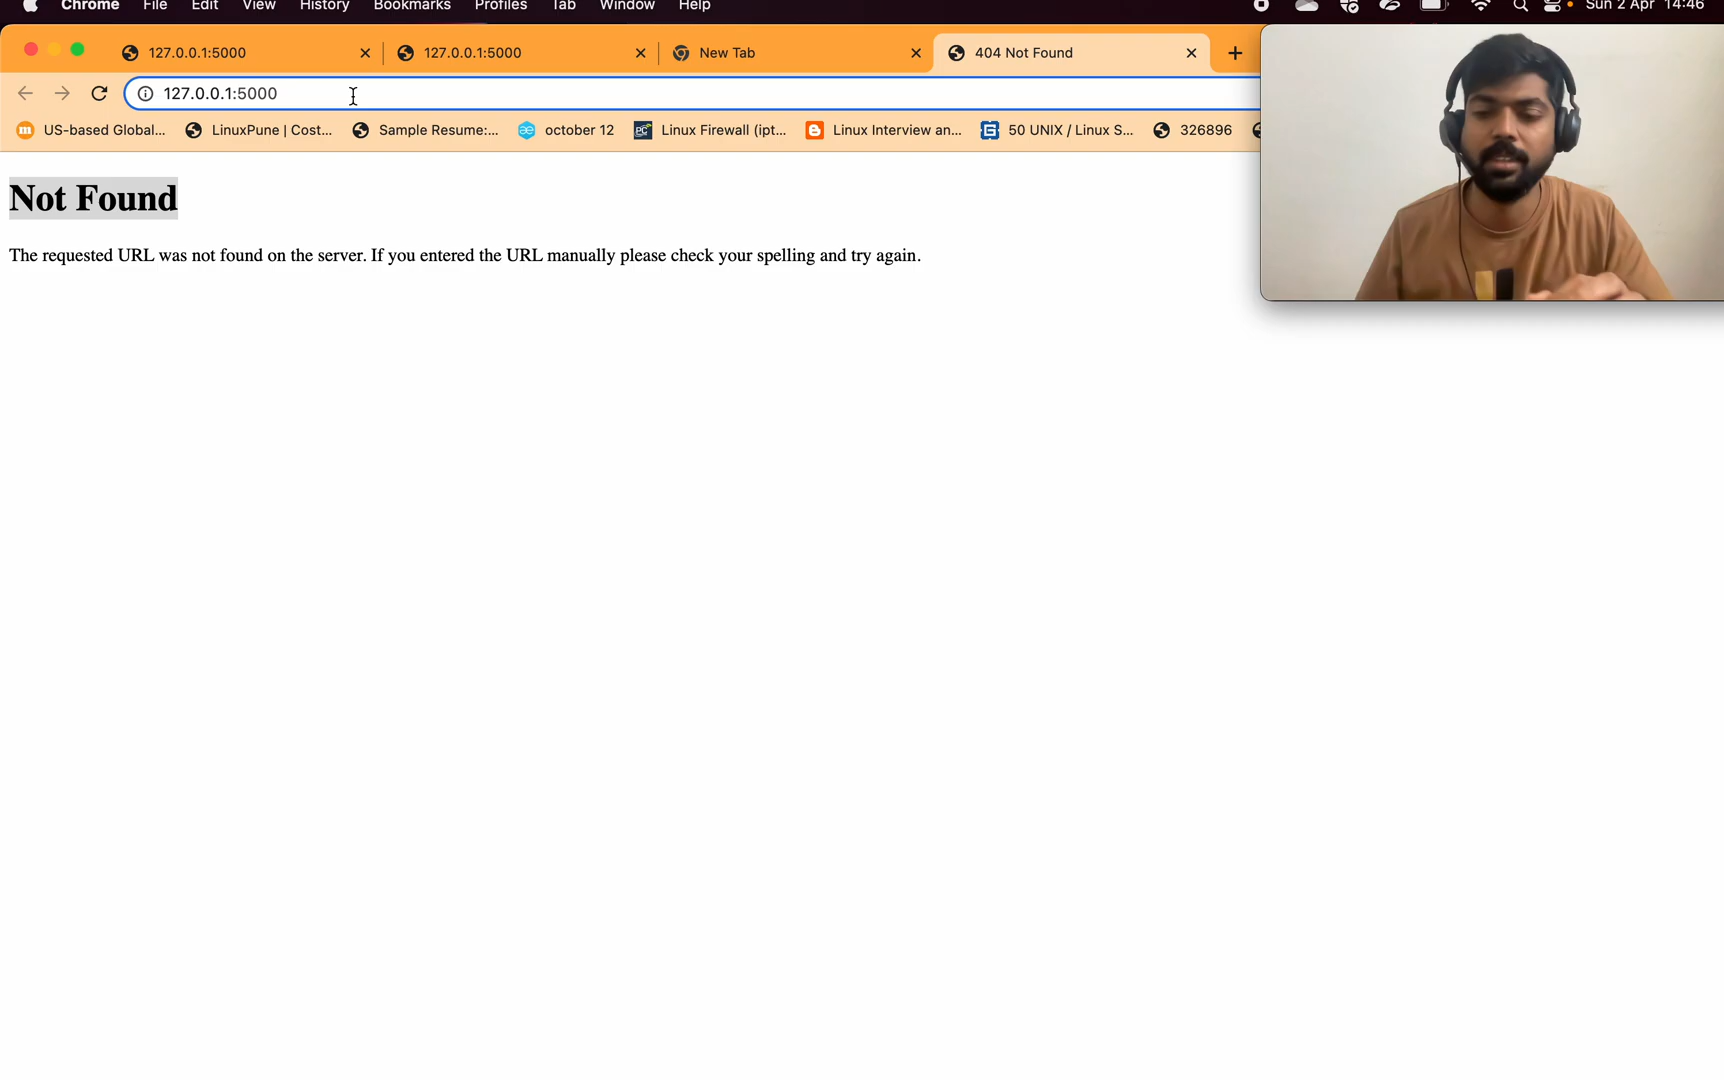 Chrome File Edit View History Bookmarks Profiles Tab Window Help Sun 2 Apr 14:46
127.0.0.1:5000 127.0.0.1:5000 New Tab 404 Not Found
127.0.0.1:5000
US-based Global... LinuxPune | Cost... Sample Resume:... october 12 Linux Firewall (ipt... Linux Interview an... 50 UNIX / Linux S... 326896
Not Found
The requested URL was not found on the server. If you entered the URL manually please check your spelling and try again.